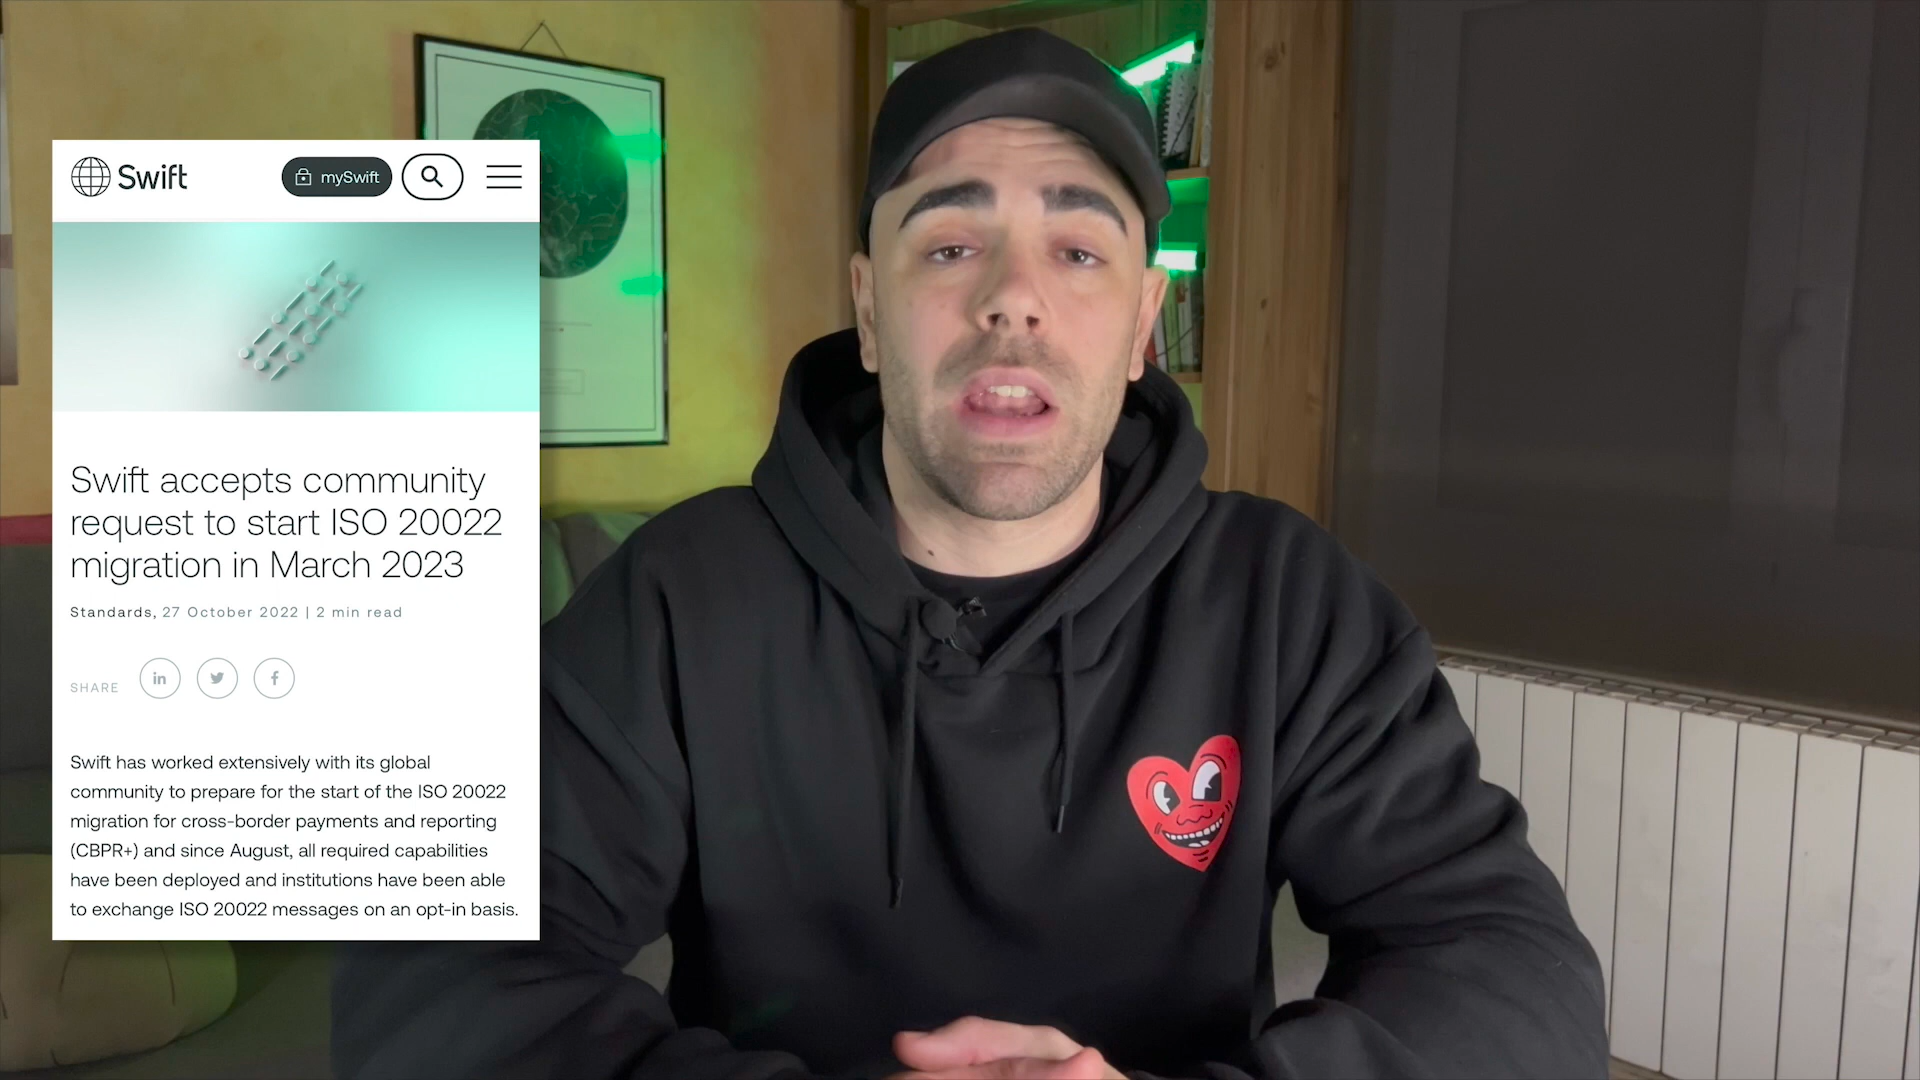 Swift
mySwift
Swift accepts community
request to start ISO 20022
migration in March 2023
Standards, 27 October 2022 | 2 min read
SHARE
in
f
Swift has worked extensively with its global
community to prepare for the start of the ISO 20022
migration for cross-border payments and reporting
(CBPR+) and since August, all required capabilities
have been deployed and institutions have been able
to exchange ISO 20022 messages on an opt-in basis.